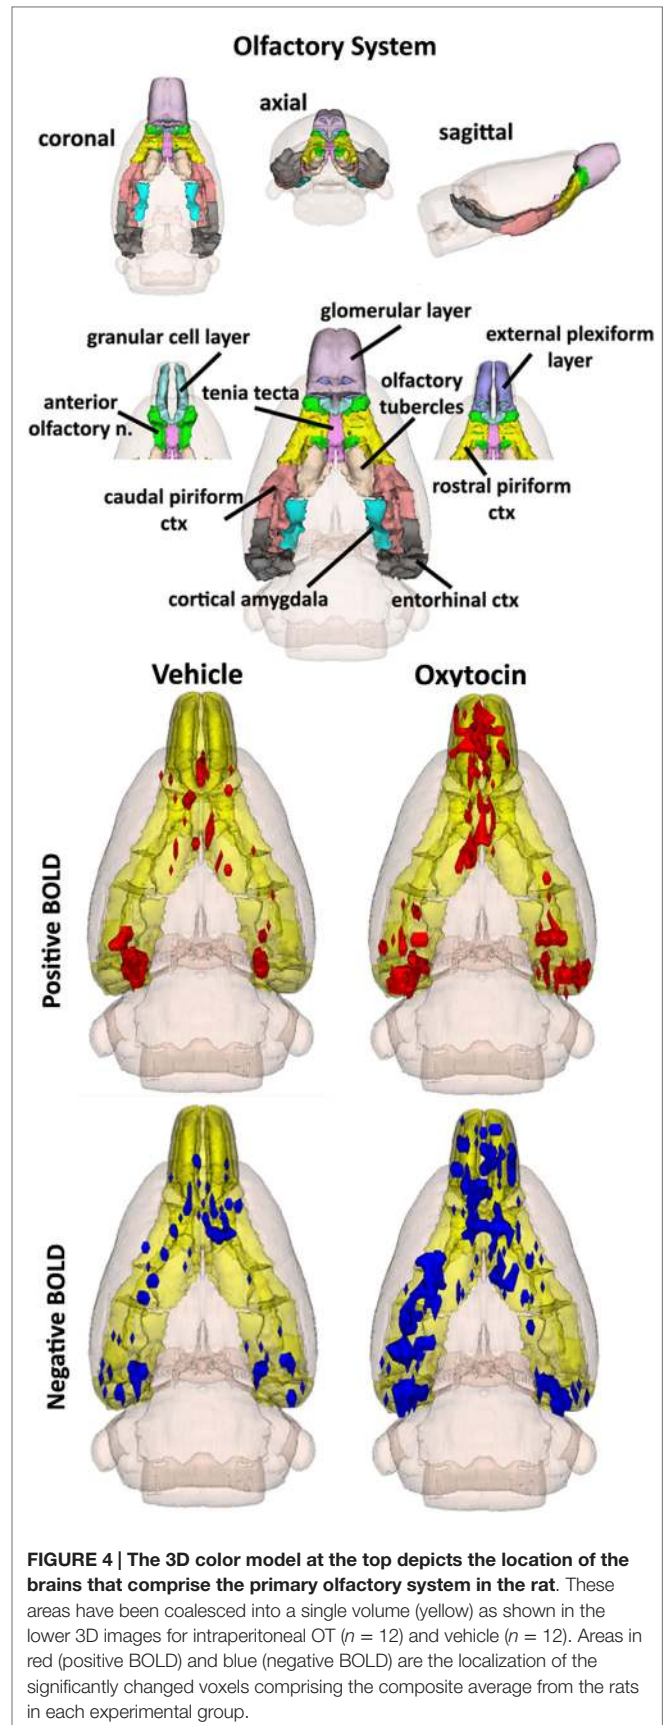 Olfactory System
coronal
axial
sagittal
glomerular layer
granular cell layer
external plexiform
layer
tenia tecta
olfactory
tubercles
anterior
olfactory n.
caudal piriform
ctx
rostral piriform
ctx
cortical amygdala
entorhinal ctx
Vehicle
Oxytocin
Positive BOLD
Negative BOLD
FIGURE 4 | The 3D color model at the top depicts the location of the
brains that comprise the primary olfactory system in the rat. These
areas have been coalesced into a single volume (yellow) as shown in the
lower 3D images for intraperitoneal OT (n = 12) and vehicle (n = 12). Areas in
red (positive BOLD) and blue (negative BOLD) are the localization of the
significantly changed voxels comprising the composite average from the rats
in each experimental group.